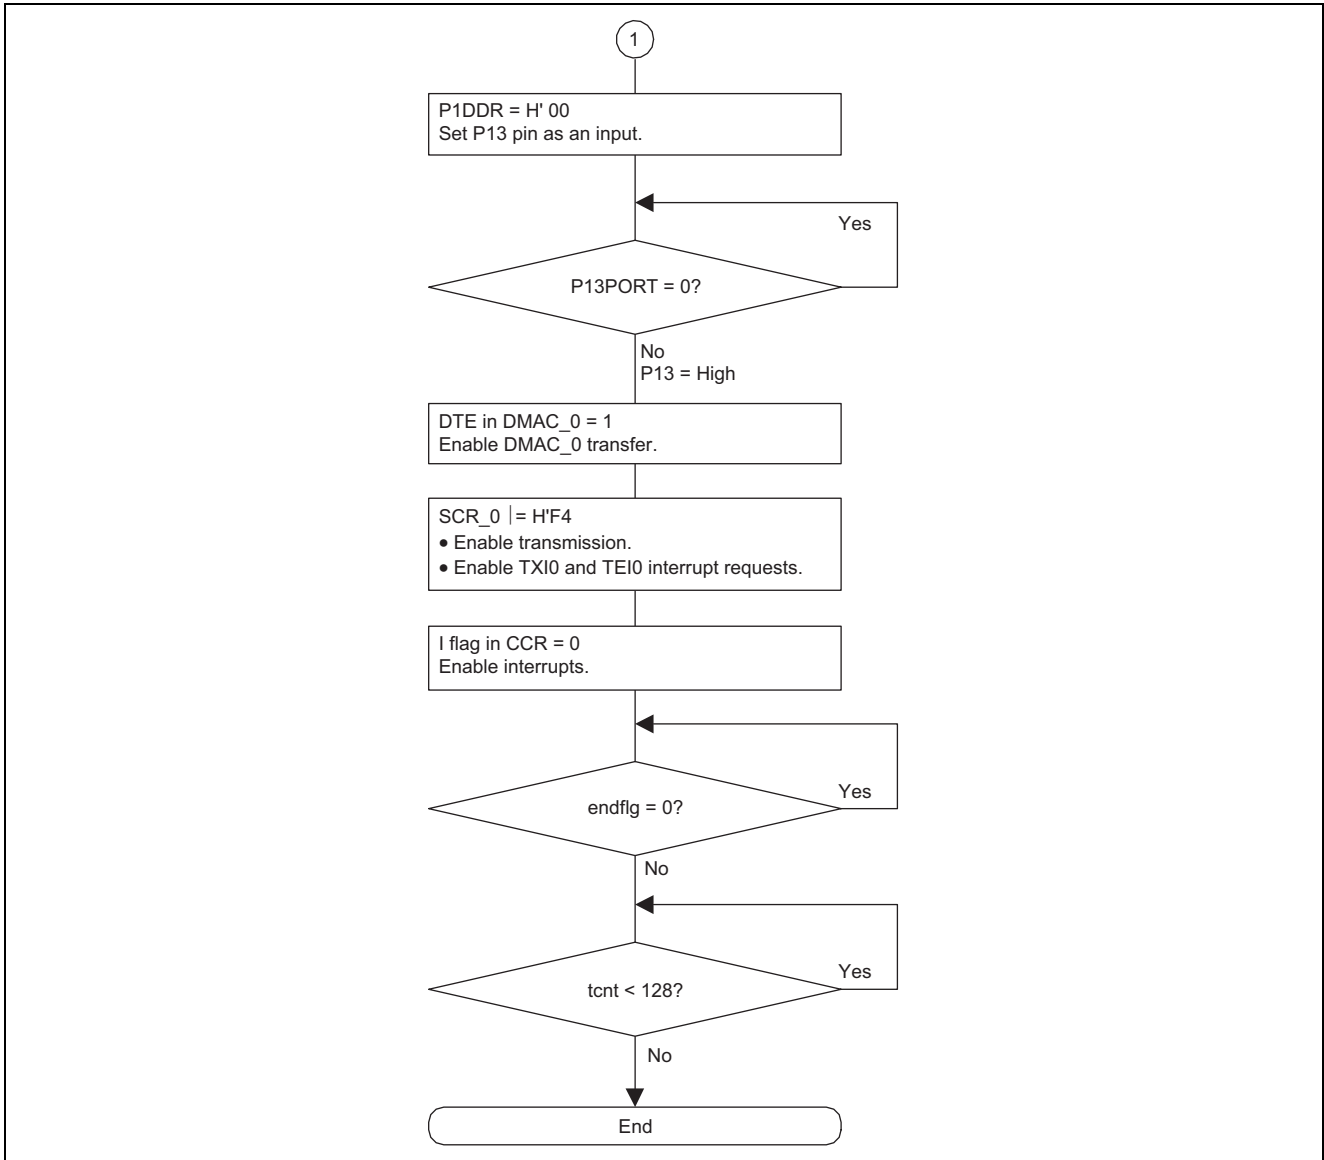 1
P1DDR = H' 00
Set P13 pin as an input.
Yes
P13PORT = 0?
No
P13 = High
DTE in DMAC_0 = 1
Enable DMAC_0 transfer.
SCR_0 |= H'F4
• Enable transmission.
• Enable TXI0 and TEI0 interrupt requests.
I flag in CCR = 0
Enable interrupts.
Yes
endflg = 0?
No
Yes
tcnt < 128?
No
End